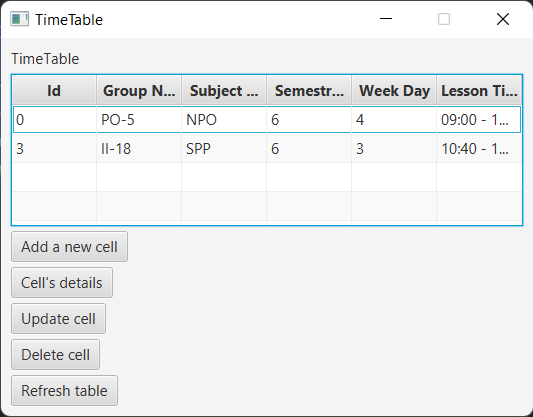 TimeTable
TimeTable
Id Group N... Subject ... Semestr... Week Day Lesson Ti...
0 PO-5 NPO 6 4 09:00 - 1...
3 II-18 SPP 6 3 10:40 - 1...
Add a new cell
Cell's details
Update cell
Delete cell
Refresh table